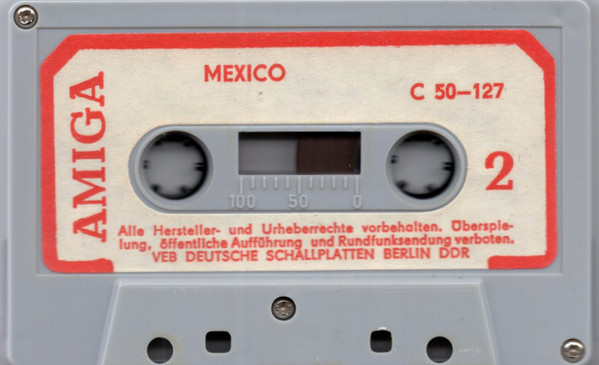 MEXICO
C 50—127
AMIGA
100 50 0
2
Alle Hersteller- und Urheberrechte vorbehalten. Überspie-
lung, öffentliche Aufführung und Rundfunksendung verboten.
VEB DEUTSCHE SCHALLPLATTEN BERLIN DDR